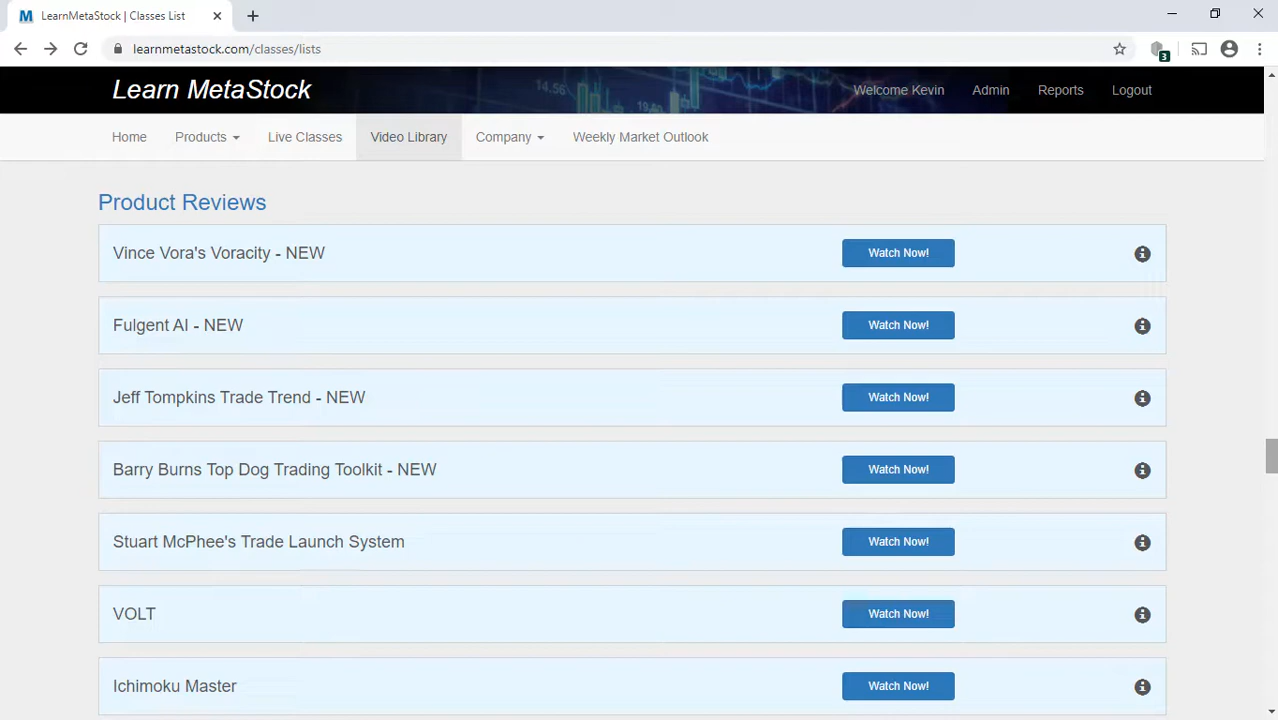 M LearnMetaStock | Classes List
learnmetastock.com/classes/lists
3
Learn MetaStock
14.56
Welcome Kevin Admin Reports Logout
Home Products Live Classes Video Library Company Weekly Market Outlook
Product Reviews
Vince Vora's Voracity - NEW Watch Now!
Fulgent AI - NEW Watch Now!
Jeff Tompkins Trade Trend - NEW Watch Now!
Barry Burns Top Dog Trading Toolkit - NEW Watch Now!
Stuart McPhee's Trade Launch System Watch Now!
VOLT Watch Now!
Ichimoku Master Watch Now!